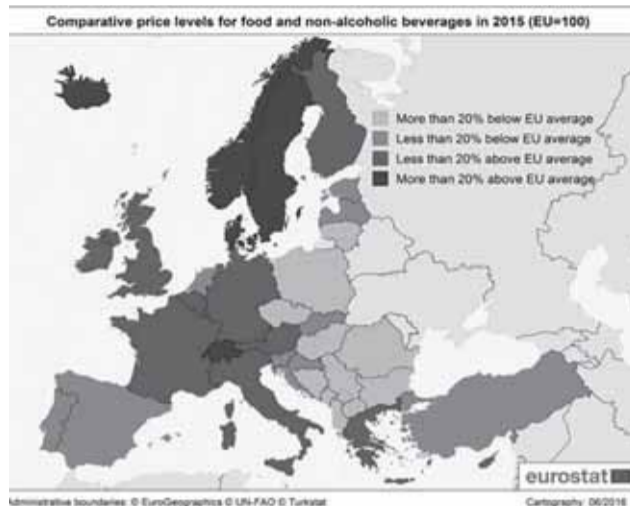 Comparative price levels for food and non-alcoholic beverages in 2015 (EU=100)
More than 20% below EU average
Less than 20% below EU average
Less than 20% above EU average
More than 20% above EU average
eurostat
Administrative boundaries: © EuroGeographics © UN-FAO © Turkstat
Cartography: 06/2016